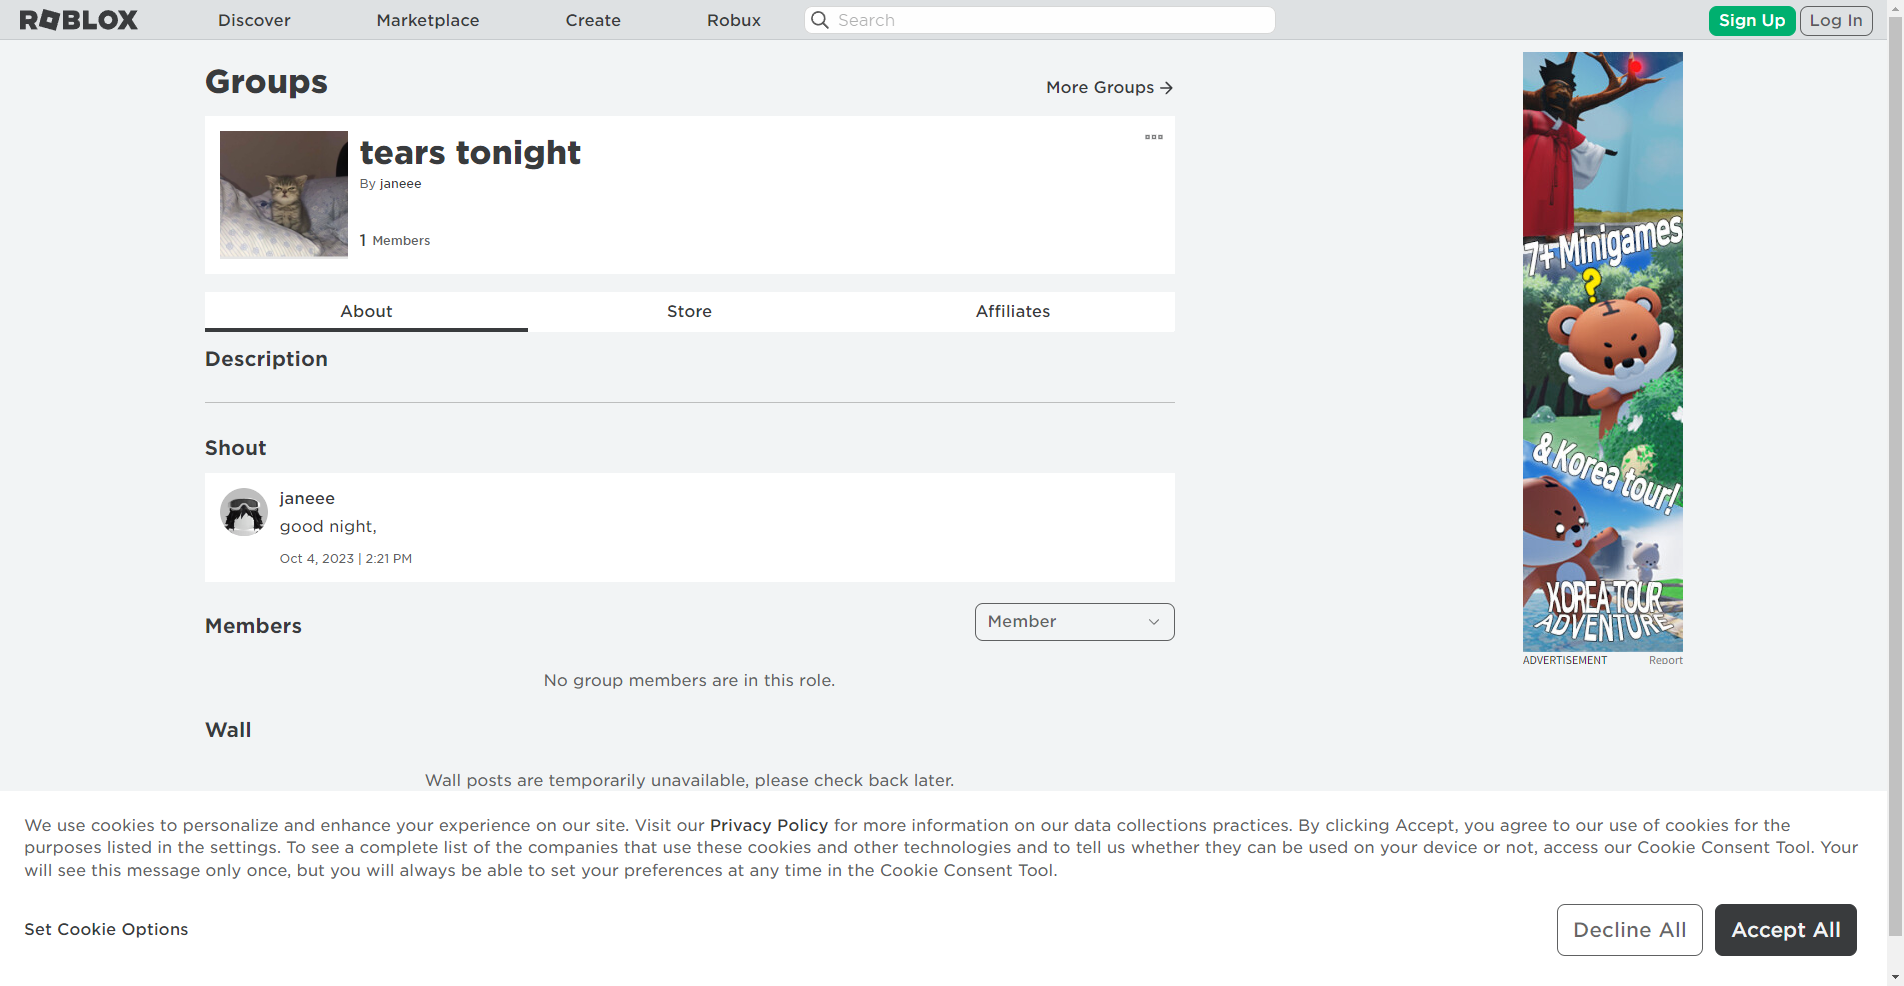 ROBLOX
Discover
Marketplace
Create
Robux
Search
Sign Up
Log In
Groups
More Groups
tears tonight
By janeee
1 Members
About
Store
Affiliates
Description
Shout
janeee
good night,
Oct 4, 2023 | 2:21 PM
Members
Member
No group members are in this role.
Wall
Wall posts are temporarily unavailable, please check back later.
7+ Minigames
?
& Korea tour!
KOREA TOUR
ADVENTURE
ADVERTISEMENT
Report
We use cookies to personalize and enhance your experience on our site. Visit our Privacy Policy for more information on our data collections practices. By clicking Accept, you agree to our use of cookies for the
purposes listed in the settings. To see a complete list of the companies that use these cookies and other technologies and to tell us whether they can be used on your device or not, access our Cookie Consent Tool. Your
will see this message only once, but you will always be able to set your preferences at any time in the Cookie Consent Tool.
Set Cookie Options
Decline All
Accept All